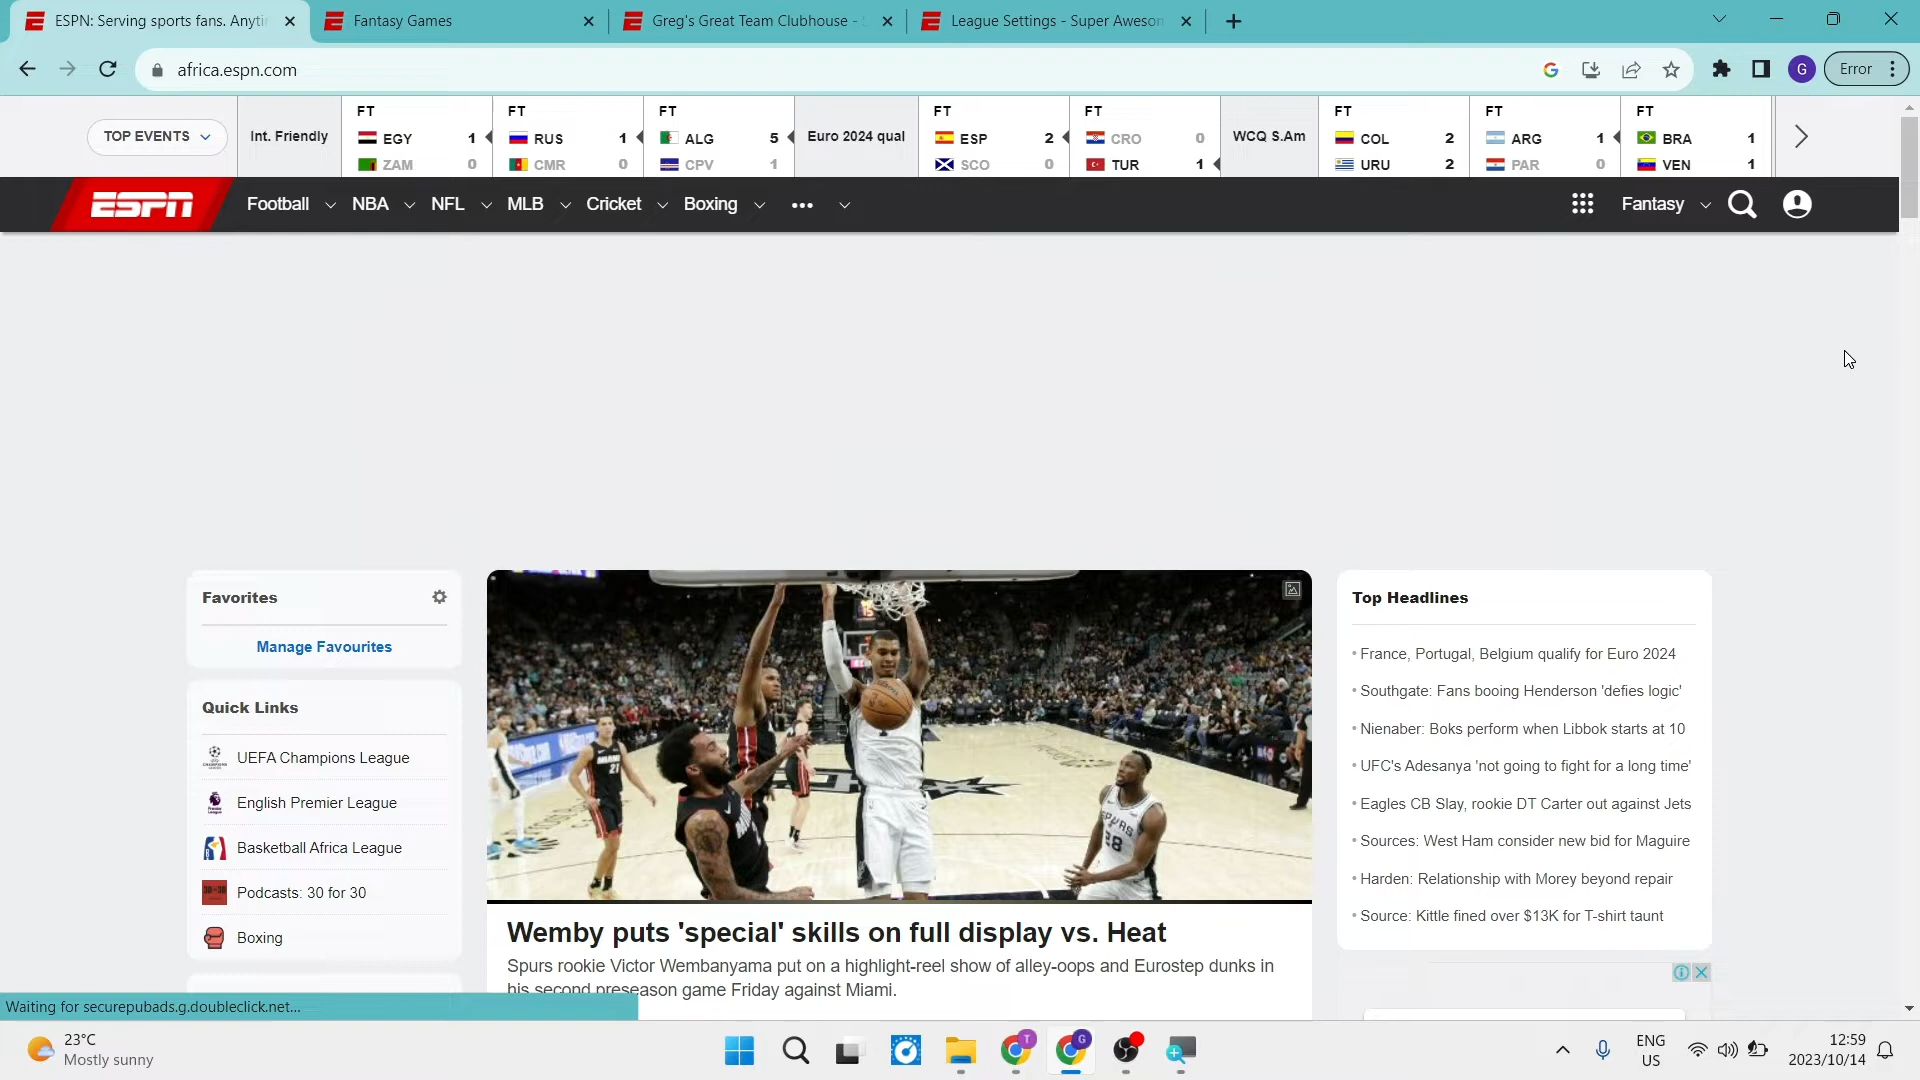 ESPN: Serving sports fans. Anyti
Fantasy Games
Greg's Great Team Clubhouse -
League Settings - Super Awesom
africa.espn.com
G
Error
TOP EVENTS
Int. Friendly
FT
EGY 1
ZAM 0
FT
RUS 1
CMR 0
FT
ALG 5
CPV 1
Euro 2024 qual
FT
ESP 2
SCO 0
FT
CRO 0
TUR 1
WCQ S.Am
FT
COL 2
URU 2
FT
ARG 1
PAR 0
FT
BRA 1
VEN 1
ESPN
Football NBA NFL MLB Cricket Boxing
Fantasy
Favorites
Manage Favourites
Quick Links
UEFA Champions League
English Premier League
Basketball Africa League
Podcasts: 30 for 30
Boxing
21
SPURS
28
Wemby puts 'special' skills on full display vs. Heat
Spurs rookie Victor Wembanyama put on a highlight-reel show of alley-oops and Eurostep dunks in
his second preseason game Friday against Miami.
Top Headlines
France, Portugal, Belgium qualify for Euro 2024
Southgate: Fans booing Henderson 'defies logic'
Nienaber: Boks perform when Libbok starts at 10
UFC's Adesanya 'not going to fight for a long time'
Eagles CB Slay, rookie DT Carter out against Jets
Sources: West Ham consider new bid for Maguire
Harden: Relationship with Morey beyond repair
Source: Kittle fined over $13K for T-shirt taunt
Waiting for securepubads.g.doubleclick.net...
23°C
Mostly sunny
T
G
ENG
US
12:59
2023/10/14